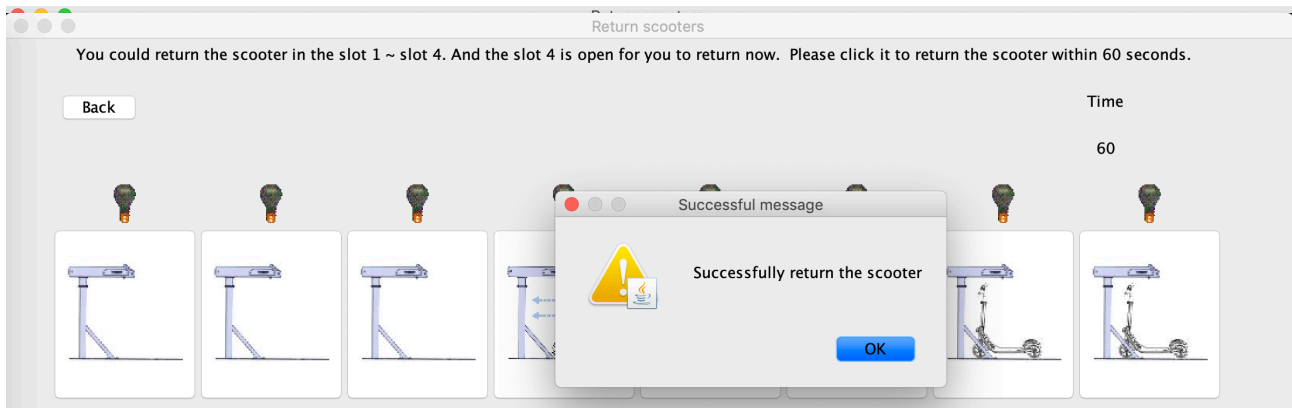 Return scooters
You could return the scooter in the slot 1 ~ slot 4. And the slot 4 is open for you to return now.  Please click it to return the scooter within 60 seconds.
Back
Time
60
Successful message
Successfully return the scooter
OK